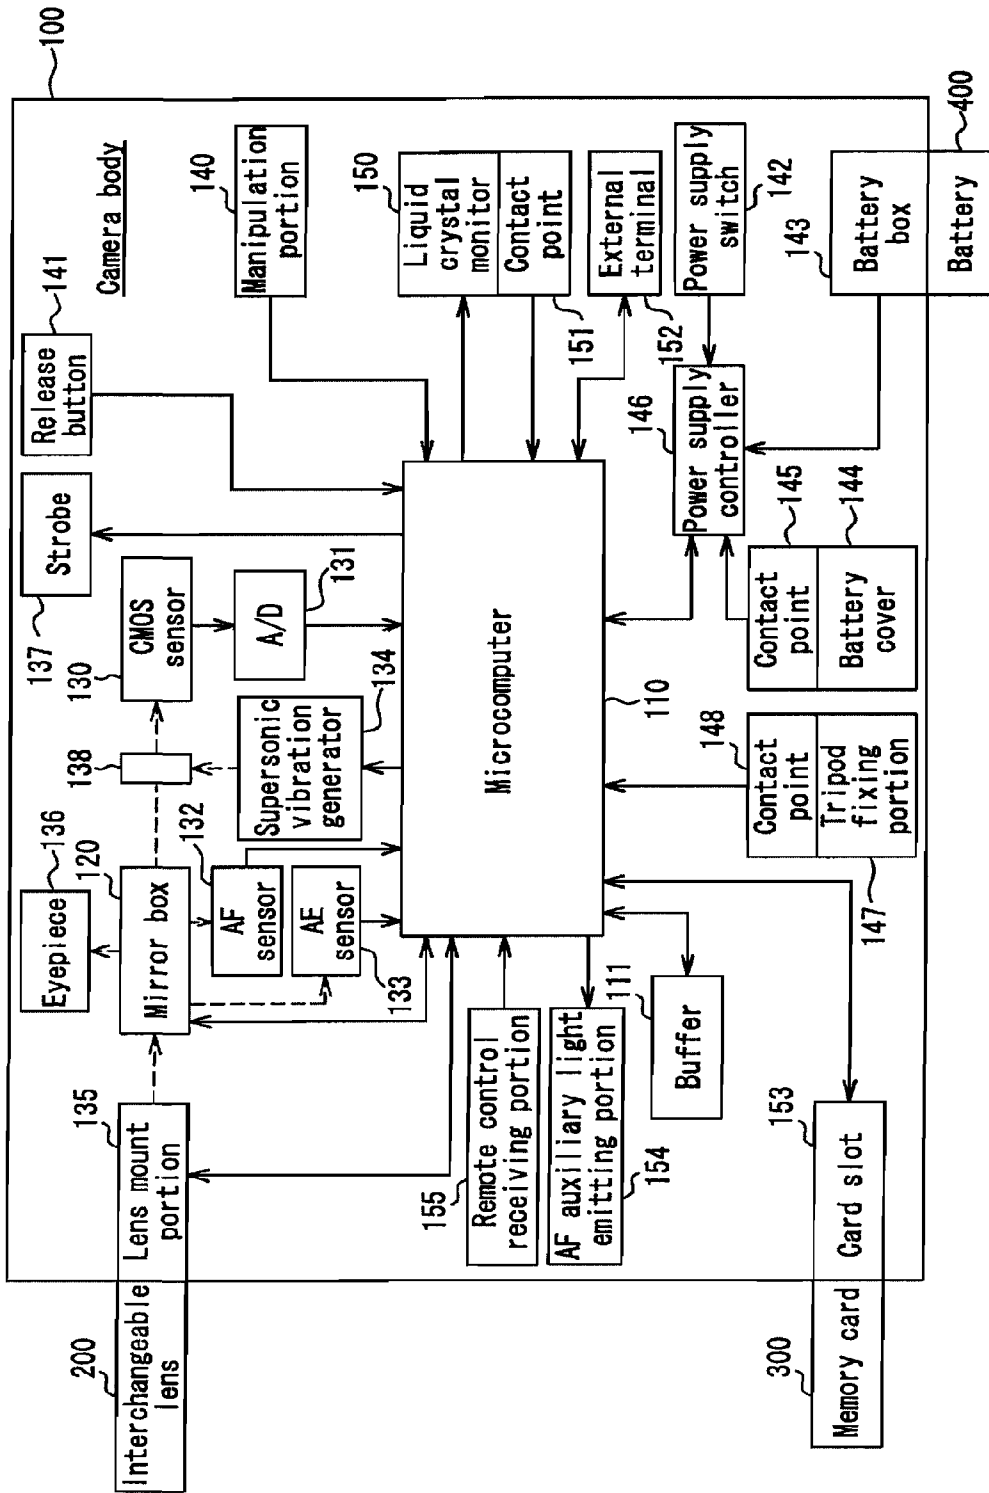 100
Camera body
141
Release
button
140
Manipulation
portion
137
Strobe
130
CMOS
sensor
131
A/D
138
134
Supersonic
vibration
generator
136
Eyepiece
120
Mirror box
132
AF
sensor
AE
sensor
133
135
Lens mount
portion
200
Interchangeable
lens
150
Liquid
crystal
monitor
Contact
point
151
External
terminal
152
Power supply
switch
142
143
Battery
box
400
Battery
146
Power supply
controller
Microcomputer
110
145
Contact
point
144
Battery
cover
148
Contact
point
Tripod
fixing
portion
147
155
Remote control
receiving portion
AF auxiliary light
emitting portion
154
111
Buffer
153
Card slot
300
Memory card